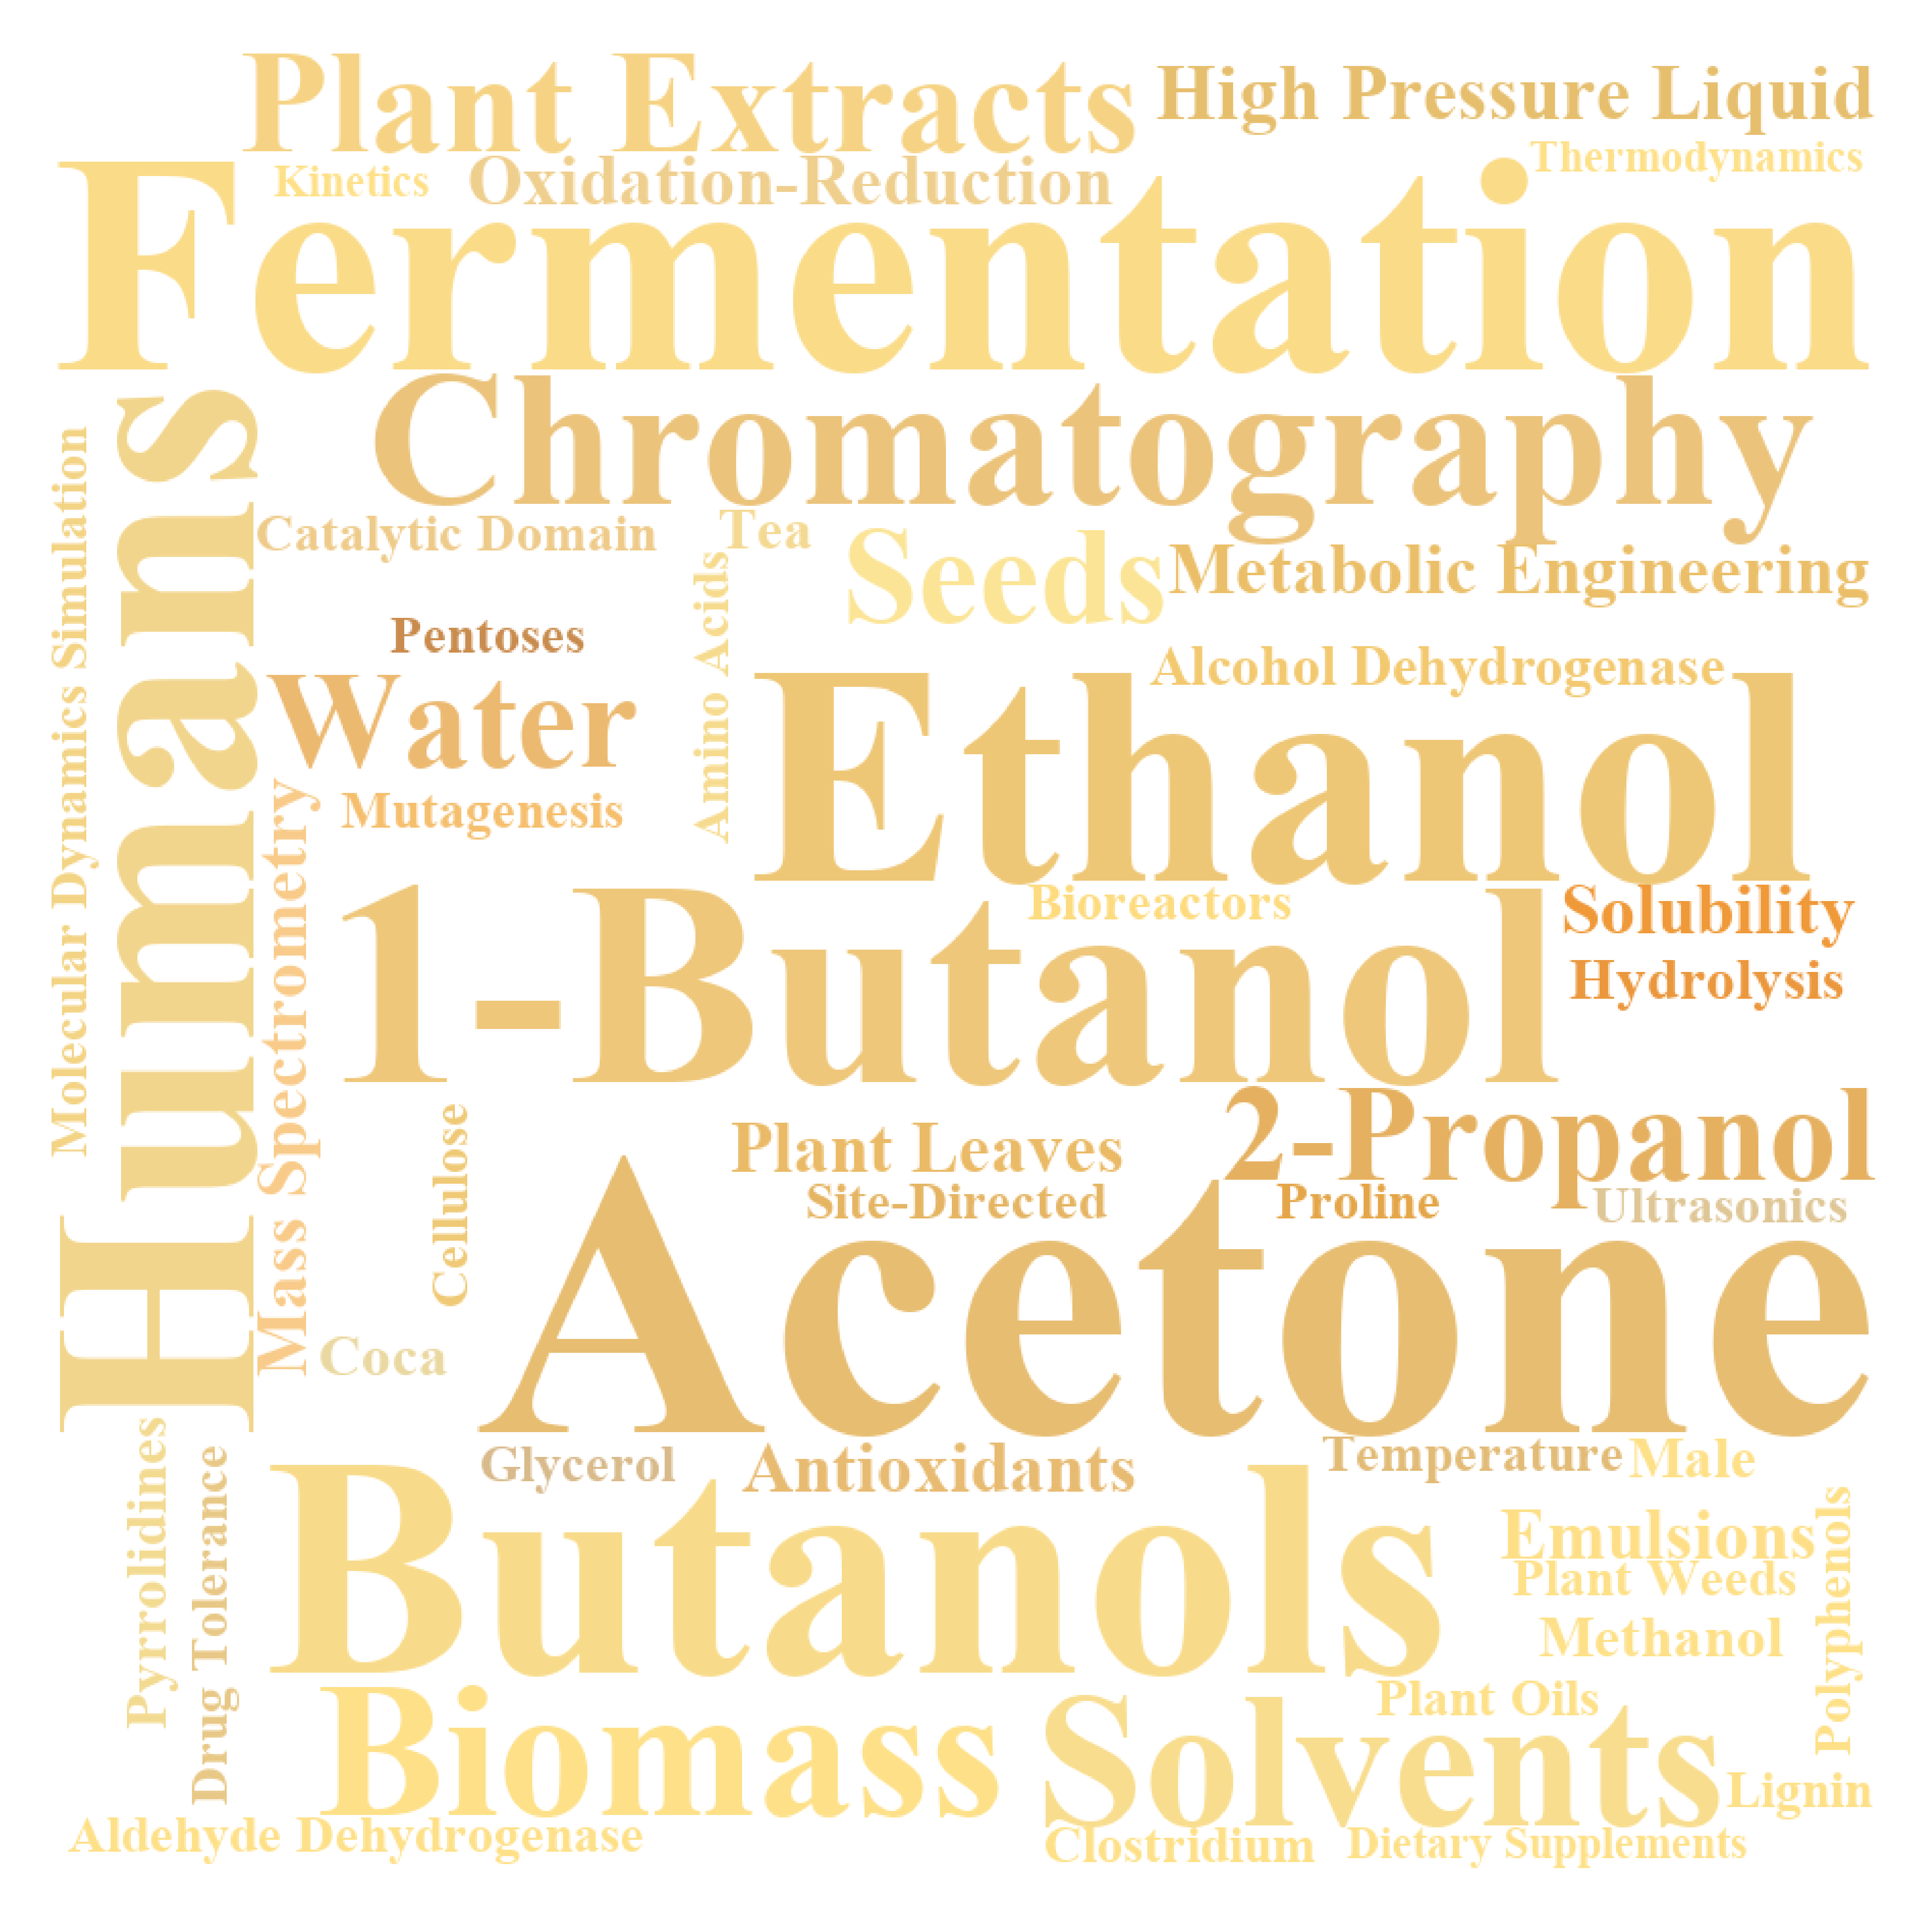 Plant Extracts
High Pressure Liquid
Kinetics
Oxidation-Reduction
Thermodynamics
Fermentation
Humans
Chromatography
Molecular Dynamics Simulation
Catalytic Domain
Tea
Seeds
Metabolic Engineering
Amino Acids
Pentoses
Alcohol Dehydrogenase
Water
Ethanol
Mutagenesis
Mass Spectrometry
1-Butanol
Bioreactors
Solubility
Hydrolysis
2-Propanol
Cellulose
Plant Leaves
Site-Directed
Proline
Ultrasonics
Acetone
Coca
Pyrrolidines
Drug Tolerance
Glycerol
Antioxidants
Temperature
Male
Butanols
Emulsions
Polyphenols
Plant Weeds
Methanol
Plant Oils
Biomass
Solvents
Lignin
Aldehyde Dehydrogenase
Clostridium
Dietary Supplements